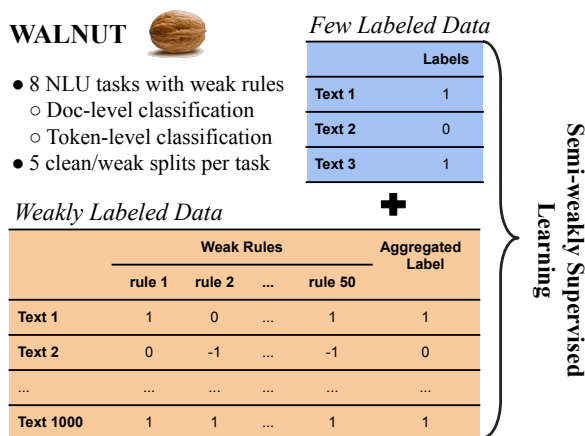 WALNUT
● 8 NLU tasks with weak rules
○ Doc-level classification
○ Token-level classification
● 5 clean/weak splits per task
Few Labeled Data
Labels
Text 1 1
Text 2 0
Text 3 1
+
Weakly Labeled Data
Weak Rules Aggregated
Label
rule 1 rule 2 ... rule 50
Text 1 1 0 ... 1 1
Text 2 0 -1 ... -1 0
... ... ... ... ... ...
Text 1000 1 1 ... 1 1
Semi-weakly Supervised
Learning